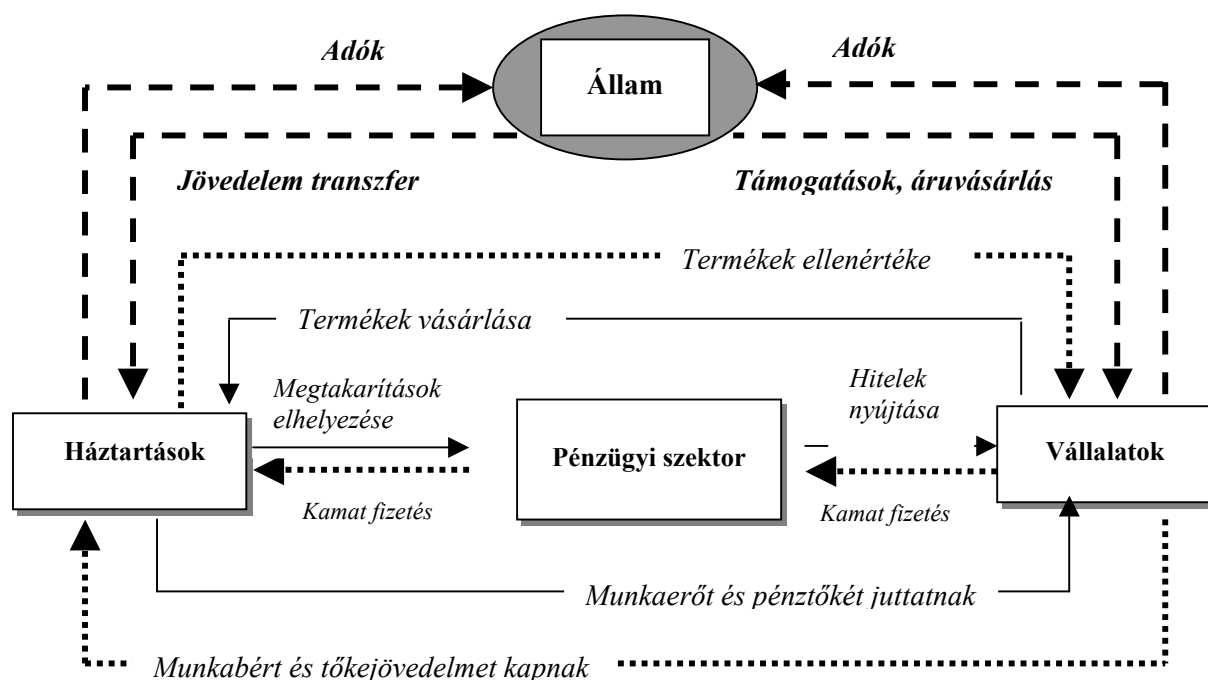 Adók
Adók
Állam
Jövedelem transzfer
Támogatások, áruvásárlás
Termékek ellenértéke
Termékek vásárlása
Megtakarítások
elhelyezése
Hitelek
nyújtása
Háztartások
Pénzügyi szektor
Vállalatok
Kamat fizetés
Kamat fizetés
Munkaerőt és pénztőkét juttatnak
Munkabért és tőkejövedelmet kapnak